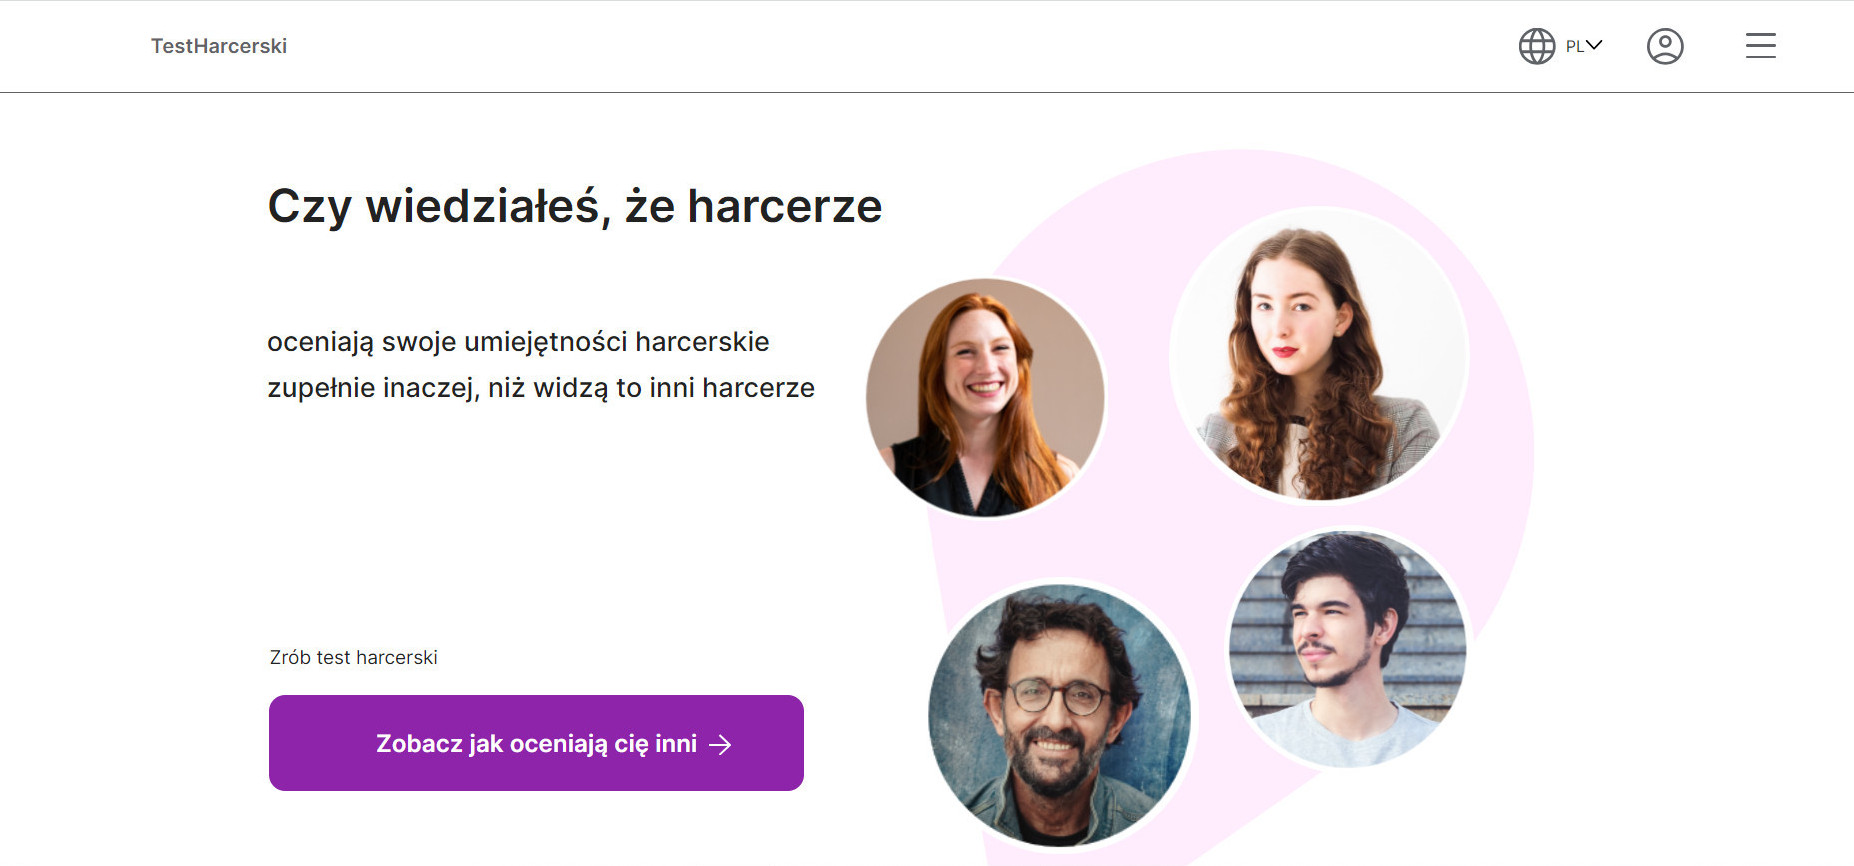 TestHarcerski
PL
Czy wiedziałeś, że harcerze
oceniają swoje umiejętności harcerskie
zupełnie inaczej, niż widzą to inni harcerze
Zrób test harcerski
Zobacz jak oceniają cię inni